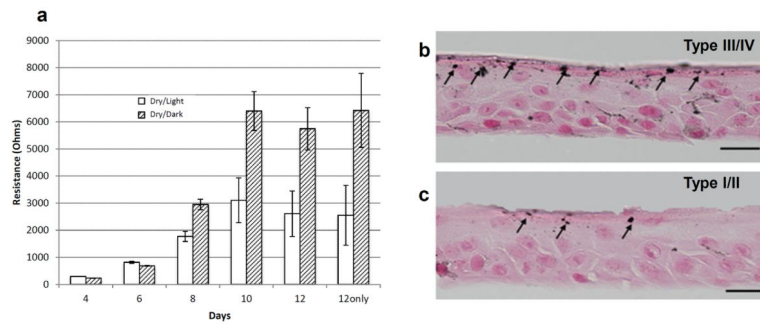 a
9000
8000
7000
6000
5000
4000
3000
2000
1000
0
Resistance (Ohms)
Dry/Light
Dry/Dark
4 6 8 10 12 12only
Days
b
Type III/IV
c
Type I/II